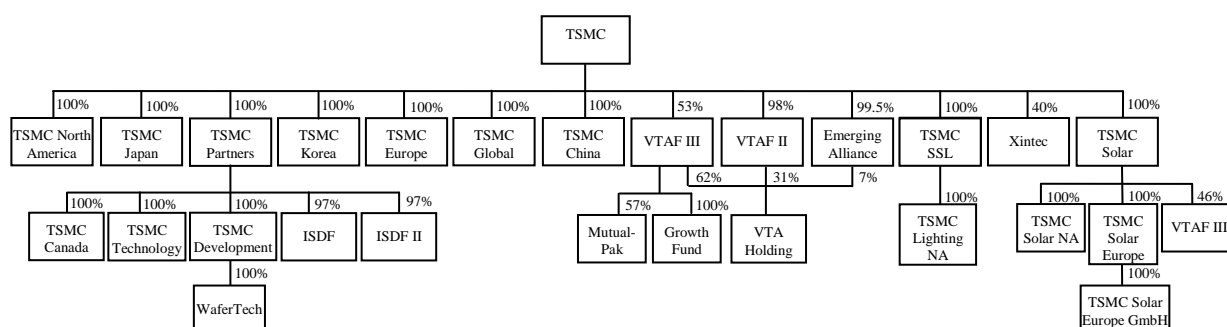 TSMC
100%
100%
100%
100%
100%
100%
100%
53%
98%
99.5%
100%
40%
100%
TSMC North
America
TSMC
Japan
TSMC
Partners
TSMC
Korea
TSMC
Europe
TSMC
Global
TSMC
China
VTAF III
VTAF II
Emerging
Alliance
TSMC
SSL
Xintec
TSMC
Solar
62%
31%
7%
100%
100%
100%
97%
97%
57%
100%
100%
100%
100%
46%
TSMC
Canada
TSMC
Technology
TSMC
Development
ISDF
ISDF II
Mutual-
Pak
Growth
Fund
VTA
Holding
TSMC
Lighting
NA
TSMC
Solar NA
TSMC
Solar
Europe
VTAF III
100%
100%
WaferTech
TSMC Solar
Europe GmbH